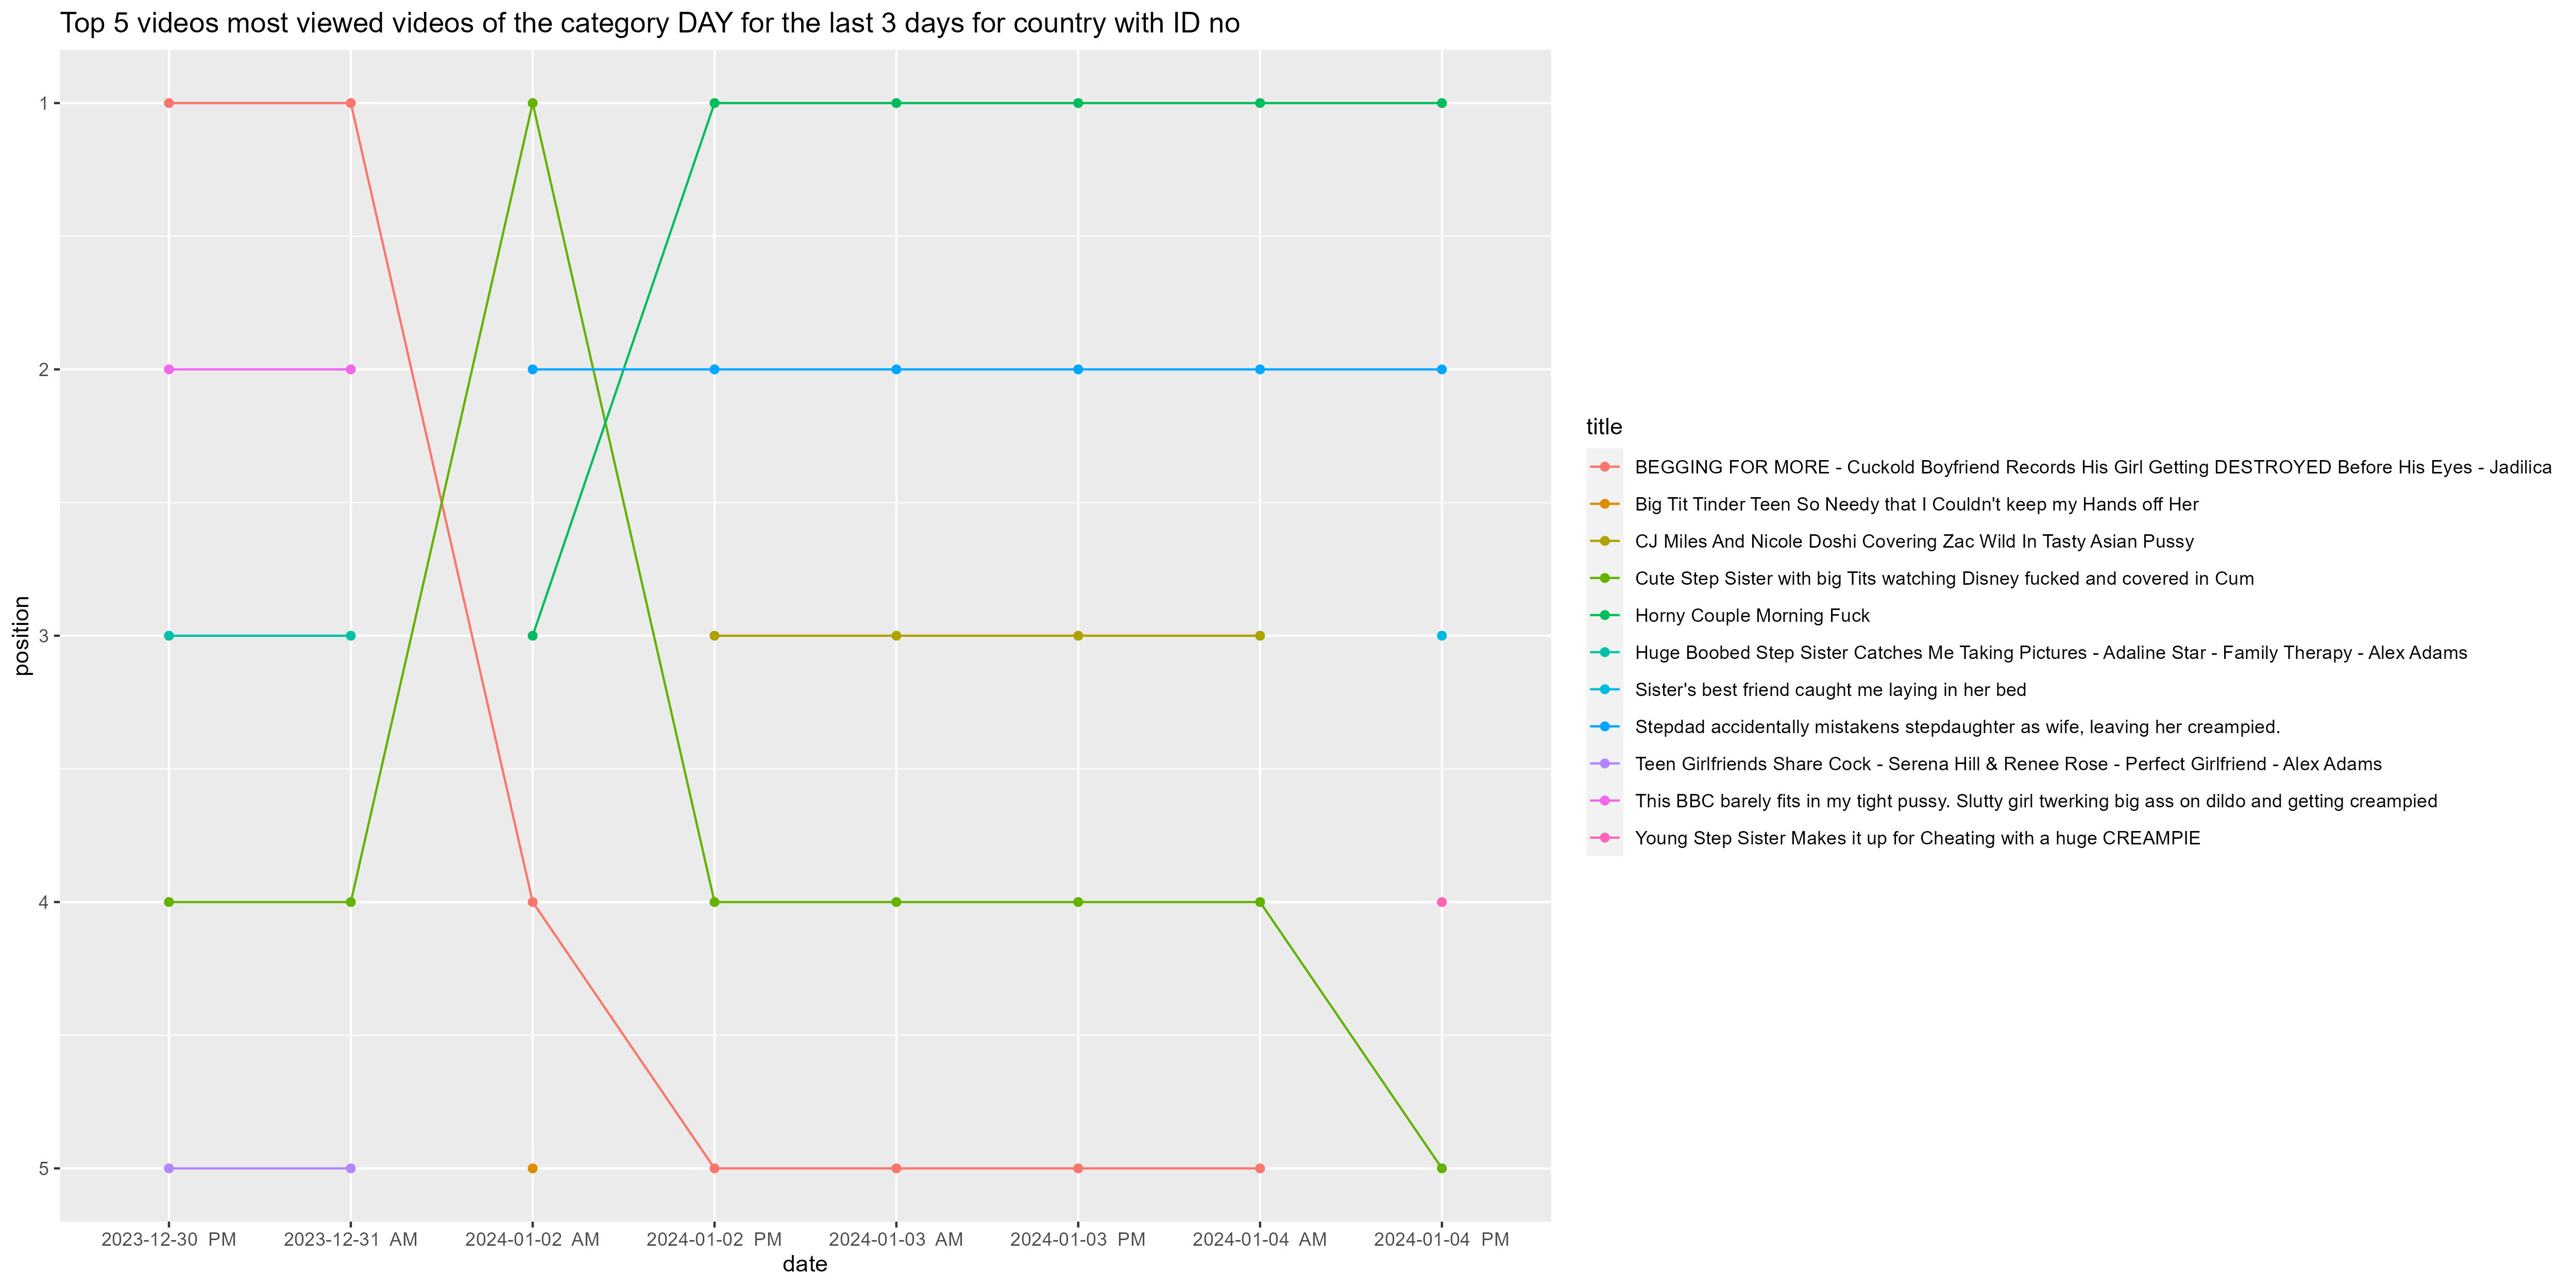 Top 5 videos most viewed videos of the category DAY for the last 3 days for country with ID no
position
1
2
3
4
5
2023-12-30 PM
2023-12-31 AM
2024-01-02 AM
2024-01-02 PM
2024-01-03 AM
2024-01-03 PM
2024-01-04 AM
2024-01-04 PM
date
title
BEGGING FOR MORE - Cuckold Boyfriend Records His Girl Getting DESTROYED Before His Eyes - Jadilica
Big Tit Tinder Teen So Needy that I Couldn't keep my Hands off Her
CJ Miles And Nicole Doshi Covering Zac Wild In Tasty Asian Pussy
Cute Step Sister with big Tits watching Disney fucked and covered in Cum
Horny Couple Morning Fuck
Huge Boobed Step Sister Catches Me Taking Pictures - Adaline Star - Family Therapy - Alex Adams
Sister's best friend caught me laying in her bed
Stepdad accidentally mistakens stepdaughter as wife, leaving her creampied.
Teen Girlfriends Share Cock - Serena Hill & Renee Rose - Perfect Girlfriend - Alex Adams
This BBC barely fits in my tight pussy. Slutty girl twerking big ass on dildo and getting creampied
Young Step Sister Makes it up for Cheating with a huge CREAMPIE